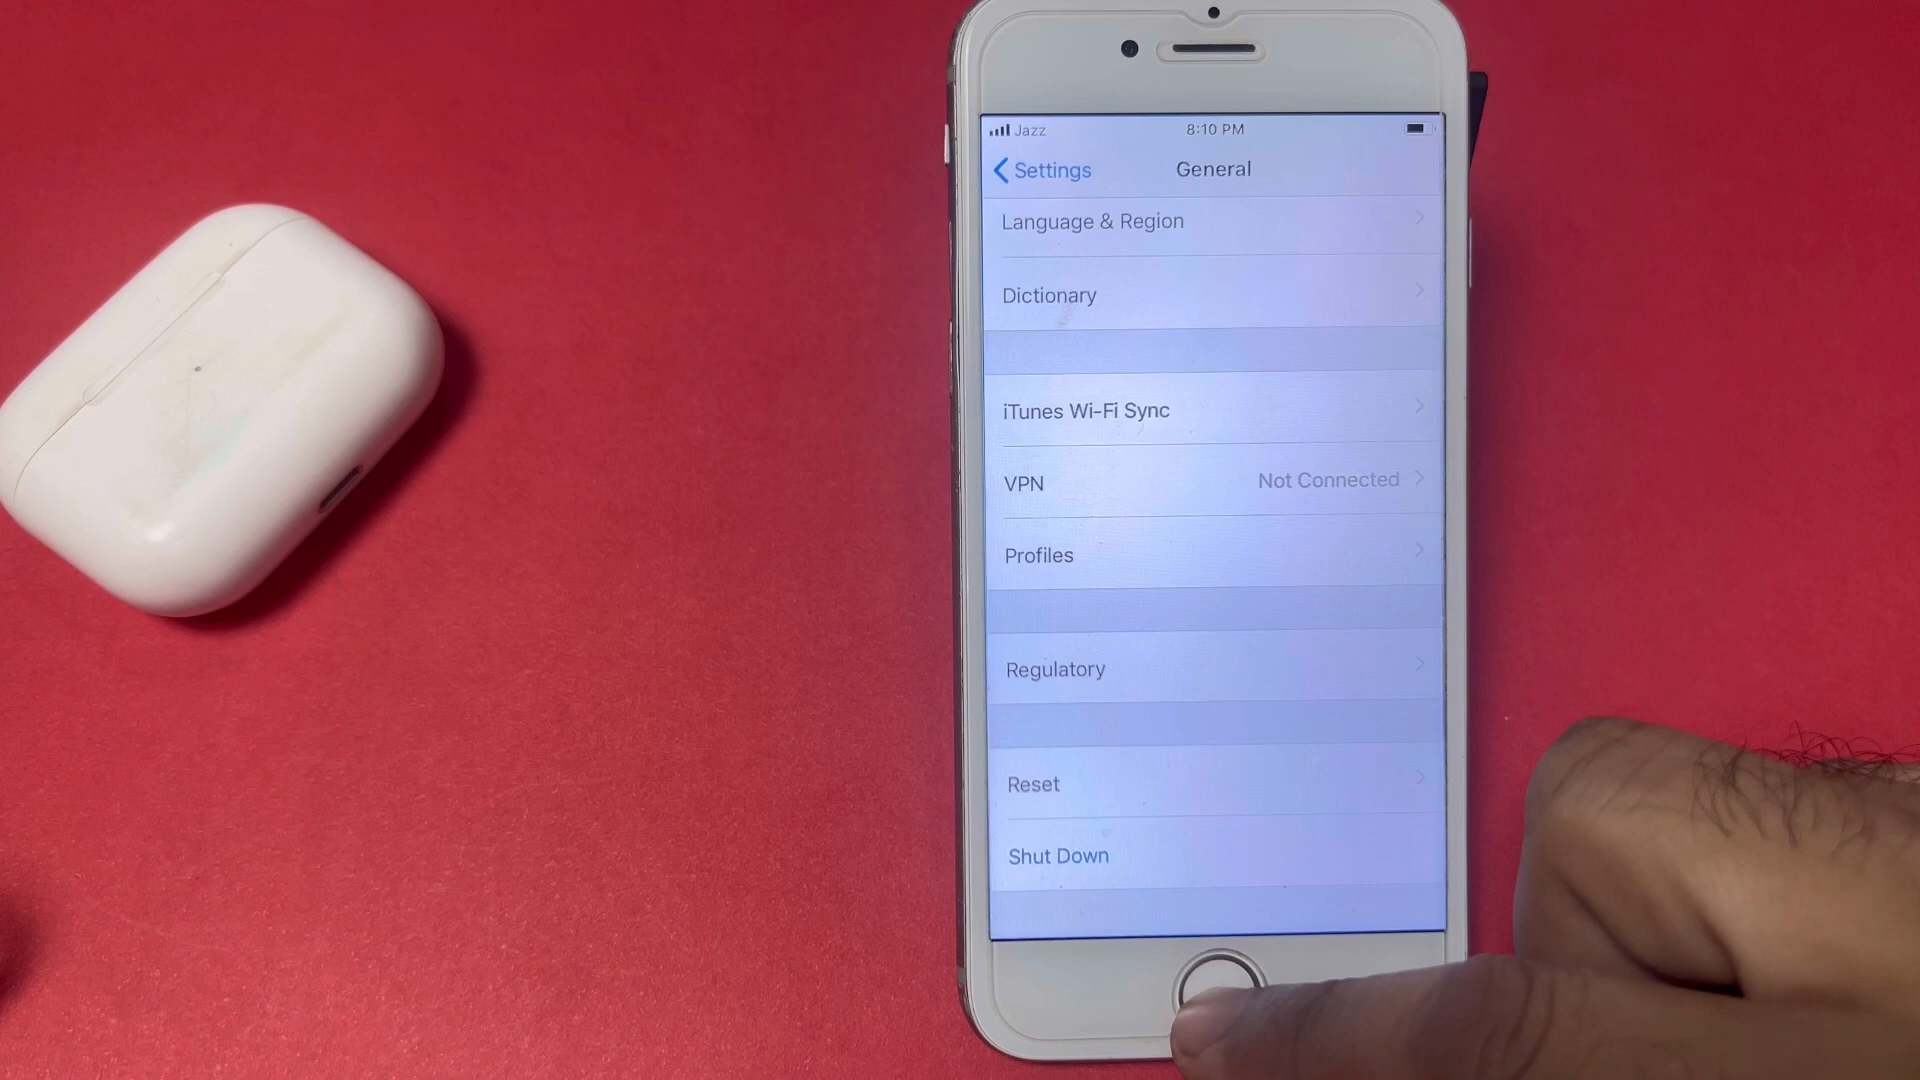 Jazz 8:10 PM
Settings General
Language & Region
Dictionary
iTunes Wi-Fi Sync
VPN Not Connected
Profiles
Regulatory
Reset
Shut Down